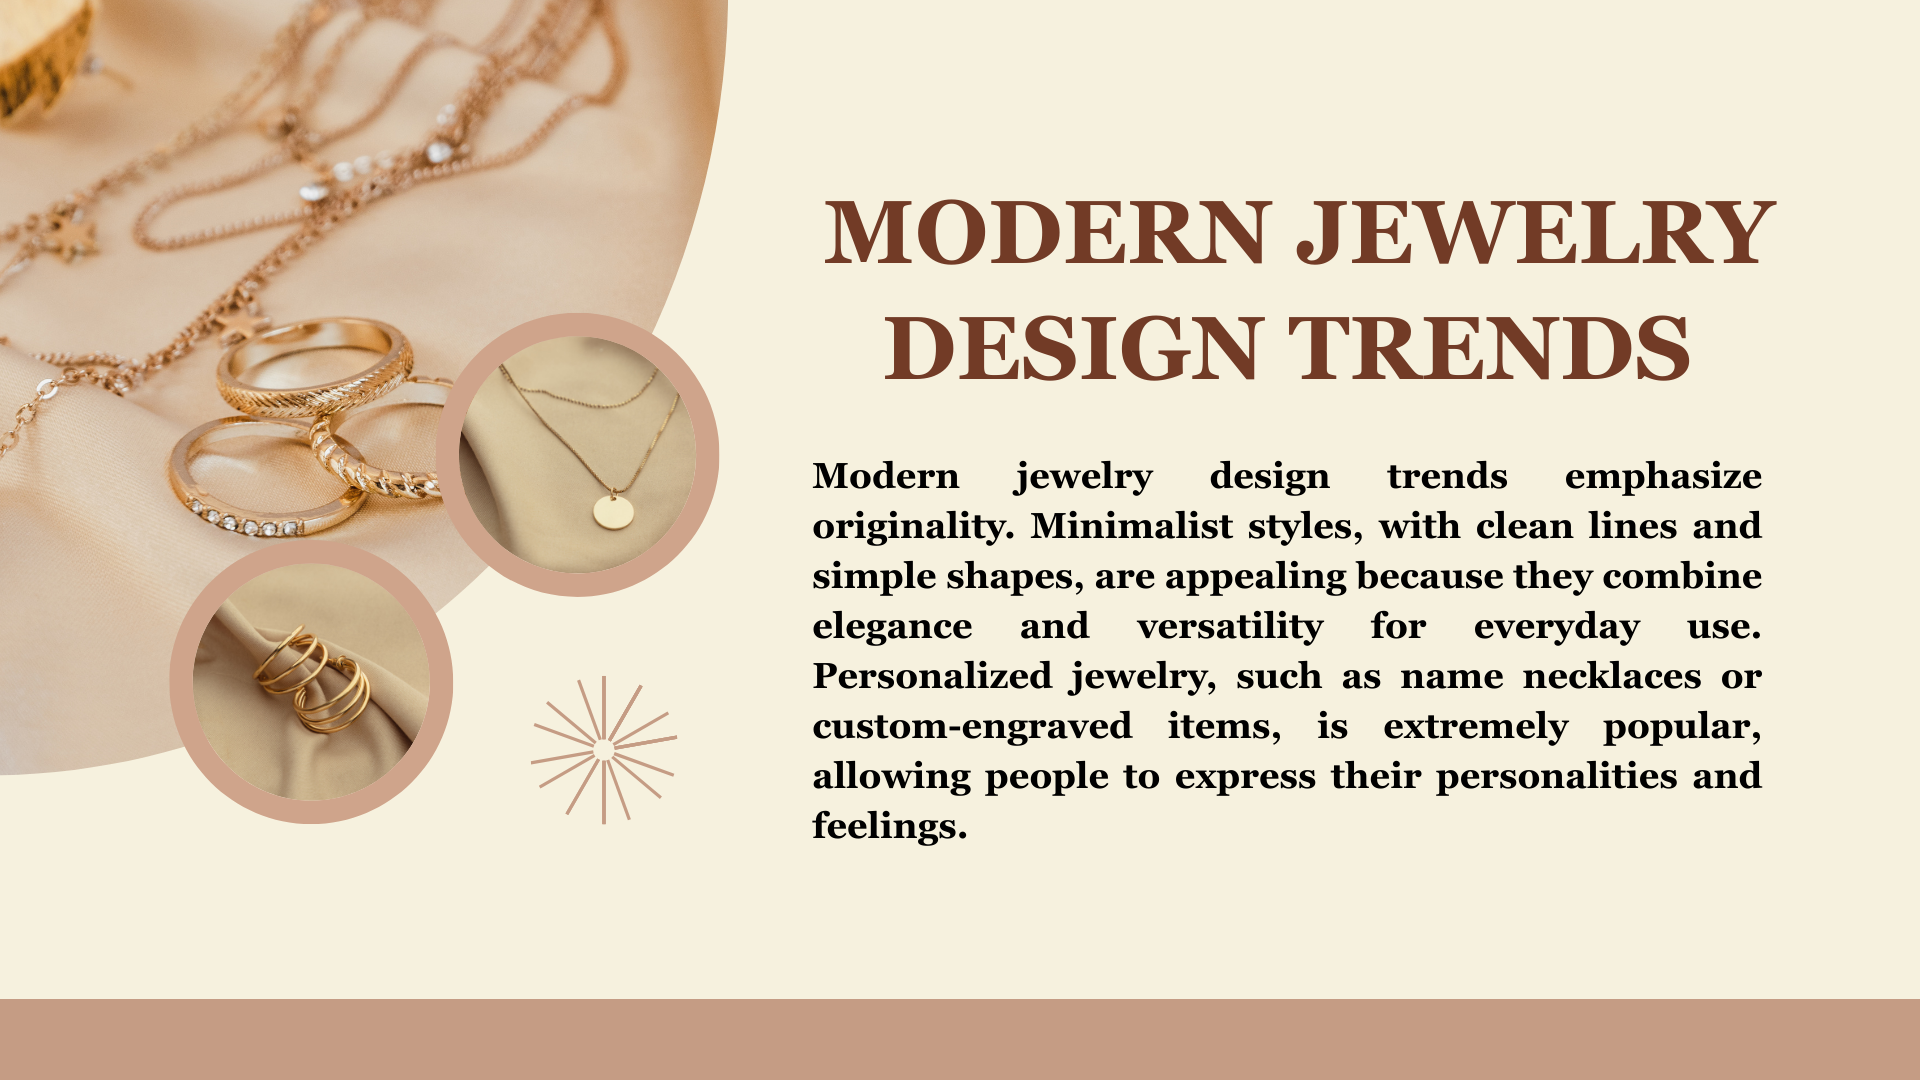 MODERN JEWELRY
DESIGN TRENDS
Modern jewelry design trends emphasize
originality. Minimalist styles, with clean lines and
simple shapes, are appealing because they combine
elegance and versatility for everyday use.
Personalized jewelry, such as name necklaces or
custom-engraved items, is extremely popular,
allowing people to express their personalities and
feelings.